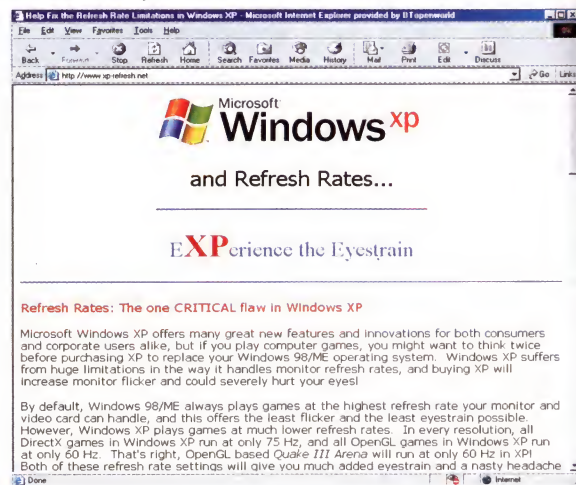 Help Fix the Refresh Rate Limitations in Windows XP - Microsoft Internet Explorer provided by BTopenworld
File Edit View Favorites Tools Help
Back Forward Stop Refresh Home Search Favorites Media History Mail Print Edit Discuss
Address http://www.xp-refresh.net Go Links
Microsoft
Windows xp
and Refresh Rates...
EXPerience the Eyestrain
Refresh Rates: The one CRITICAL flaw in Windows XP
Microsoft Windows XP offers many great new features and innovations for both consumers
and corporate users alike, but if you play computer games, you might want to think twice
before purchasing XP to replace your Windows 98/ME operating system. Windows XP suffers
from huge limitations in the way it handles monitor refresh rates, and buying XP will
increase monitor flicker and could severely hurt your eyes!
By default, Windows 98/ME always plays games at the highest refresh rate your monitor and
video card can handle, and this offers the least flicker and the least eyestrain possible.
However, Windows XP plays games at much lower refresh rates. In every resolution, all
DirectX games in Windows XP run at only 75 Hz, and all OpenGL games in Windows XP run
at only 60 Hz. That's right, OpenGL based Quake III Arena will run at only 60 Hz in XP!
Both of these refresh rate settings will give you much added eyestrain and a nasty headache
Done Internet